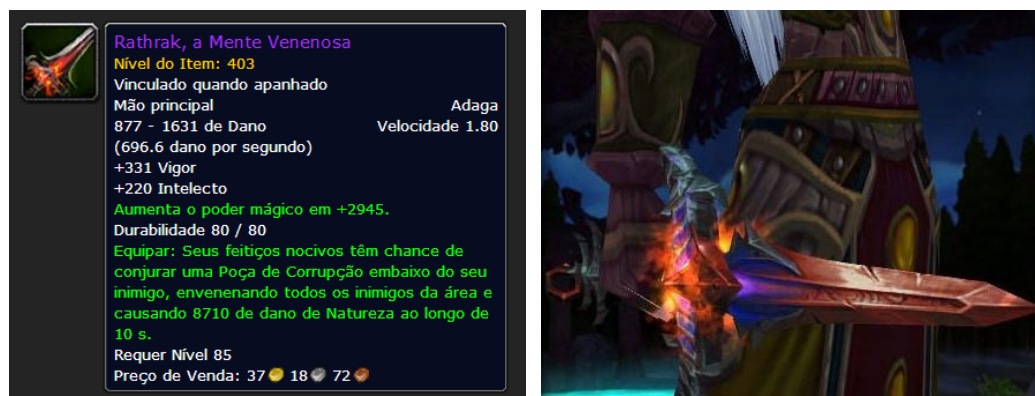 Rathrak, a Mente Venenosa
Nível do Item: 403
Vinculado quando apanhado
Mão principal Adaga
877 - 1631 de Dano Velocidade 1.80
(696.6 dano por segundo)
+331 Vigor
+220 Intelecto
Aumenta o poder mágico em +2945.
Durabilidade 80 / 80
Equipar: Seus feitiços nocivos têm chance de
conjurar uma Poça de Corrupção embaixo do seu
inimigo, envenenando todos os inimigos da área e
causando 8710 de dano de Natureza ao longo de
10 s.
Requer Nível 85
Preço de Venda: 37 18 72